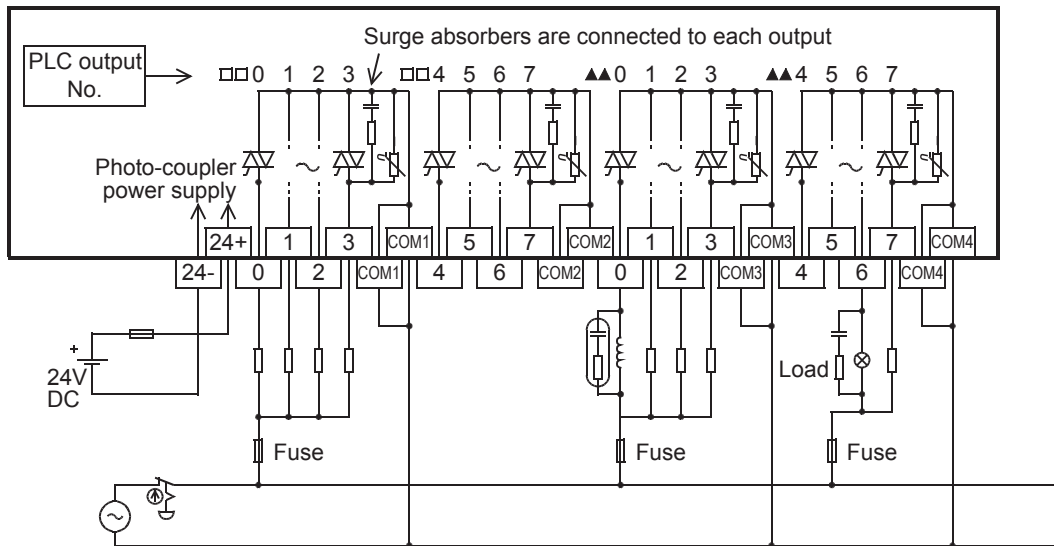 Surge absorbers are connected to each output
PLC output
No.
□□0 1 2 3 □□4 5 6 7 ▲▲0 1 2 3 ▲▲4 5 6 7
Photo-coupler
power supply
24+ 1 3 COM1 5 7 COM2 1 3 COM3 5 7 COM4
24- 0 2 COM1 4 6 COM2 0 2 COM3 4 6 COM4
+
24V
DC
Load
Fuse Fuse Fuse